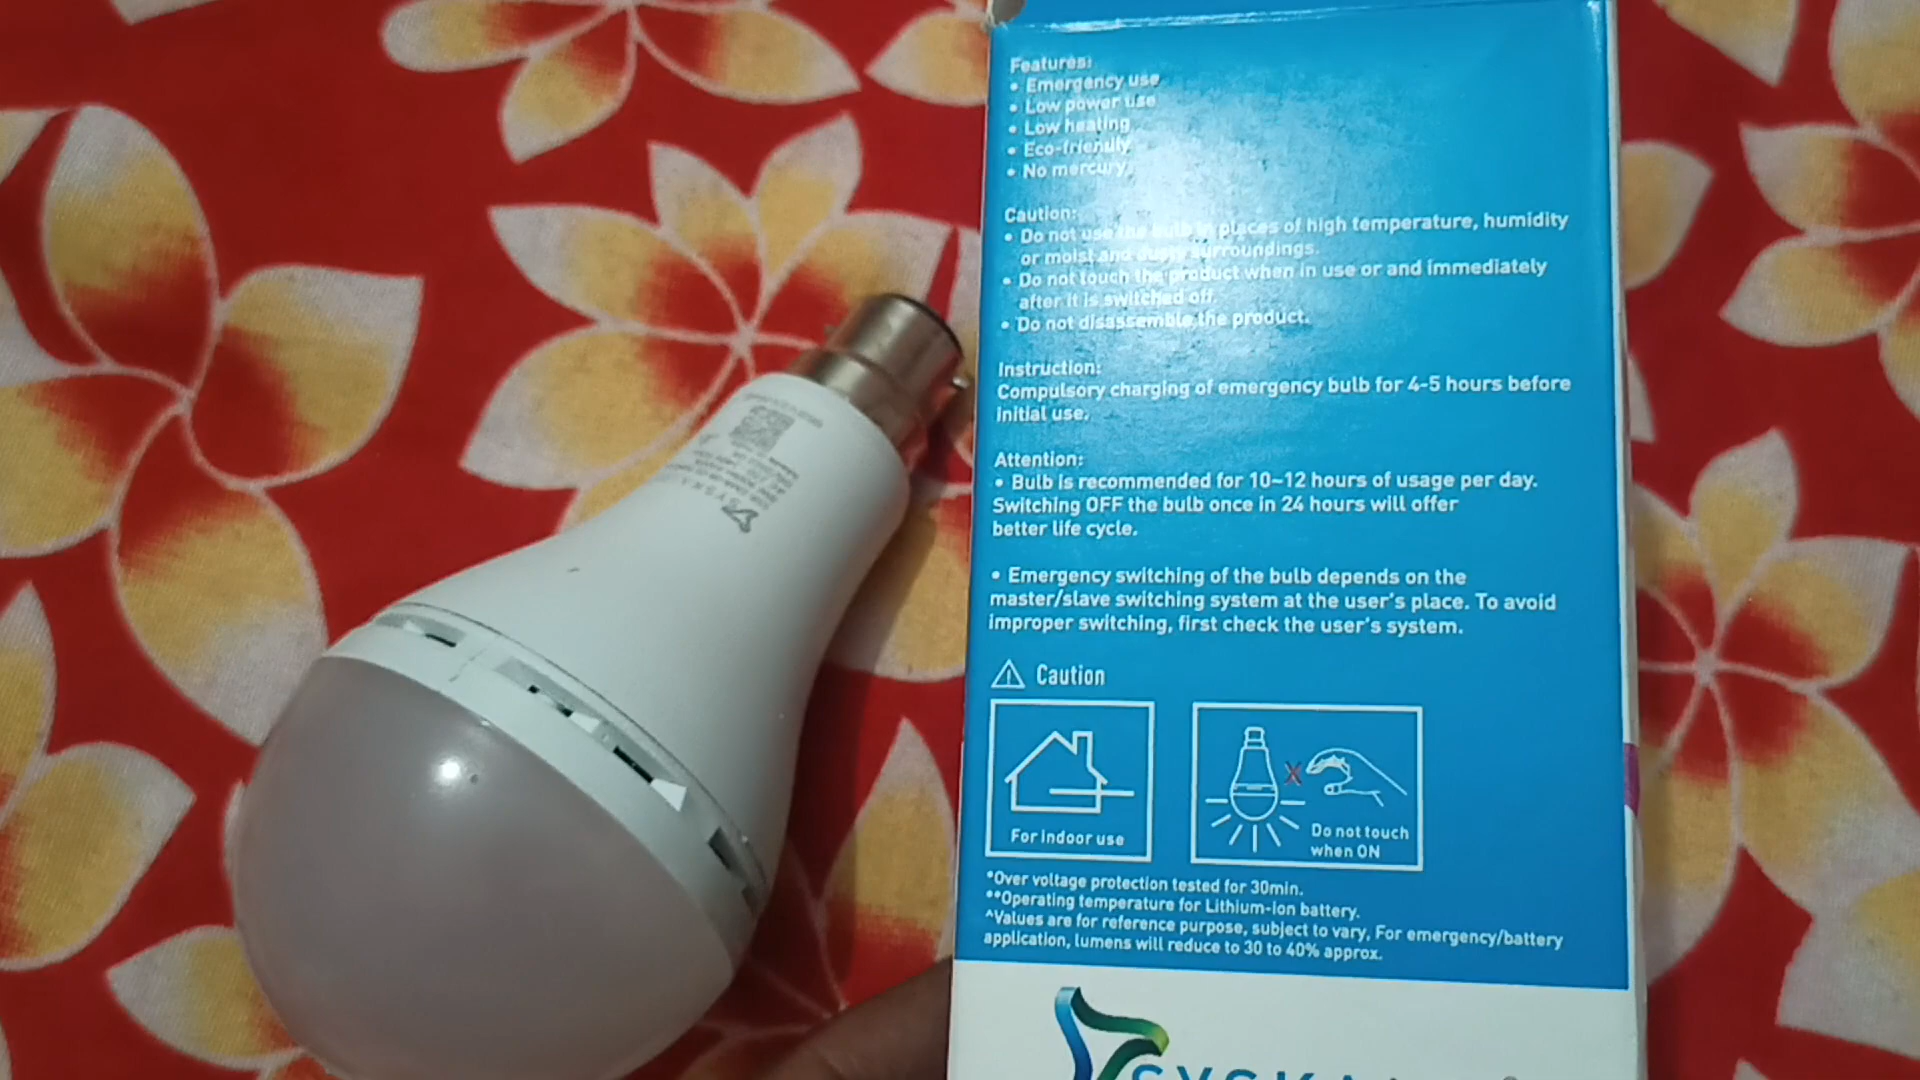 Features:
• Emergency use
• Low power use
• Low heating
• Eco-friendly
• No mercury
Caution:
• Do not use the bulb in places of high temperature, humidity
or moist and dusty surroundings.
• Do not touch the product when in use or and immediately
after it is switched off.
• Do not disassemble the product.
Instruction:
Compulsory charging of emergency bulb for 4-5 hours before
initial use.
Attention:
• Bulb is recommended for 10~12 hours of usage per day.
Switching OFF the bulb once in 24 hours will offer
better life cycle.
• Emergency switching of the bulb depends on the
master/slave switching system at the user's place. To avoid
improper switching, first check the user's system.
Caution
For indoor use
Do not touch
when ON
*Over voltage protection tested for 30min.
**Operating temperature for Lithium-ion battery.
^Values are for reference purpose, subject to vary, For emergency/battery
application, lumens will reduce to 30 to 40% approx.
SYSKA